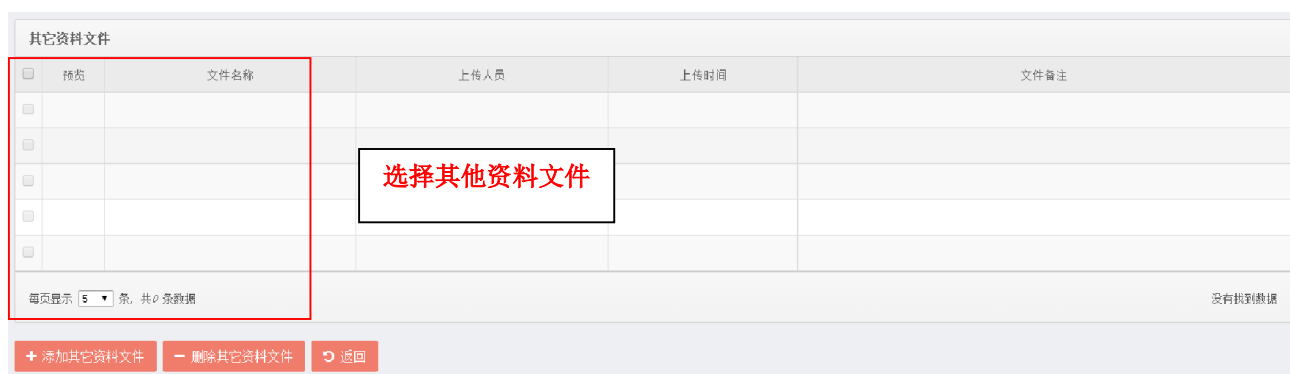 其它资料文件
预览 文件名称 上传人员 上传时间 文件备注
选择其他资料文件
每页显示 5 条, 共0 条数据 没有找到数据
添加其它资料文件 删除其它资料文件 返回